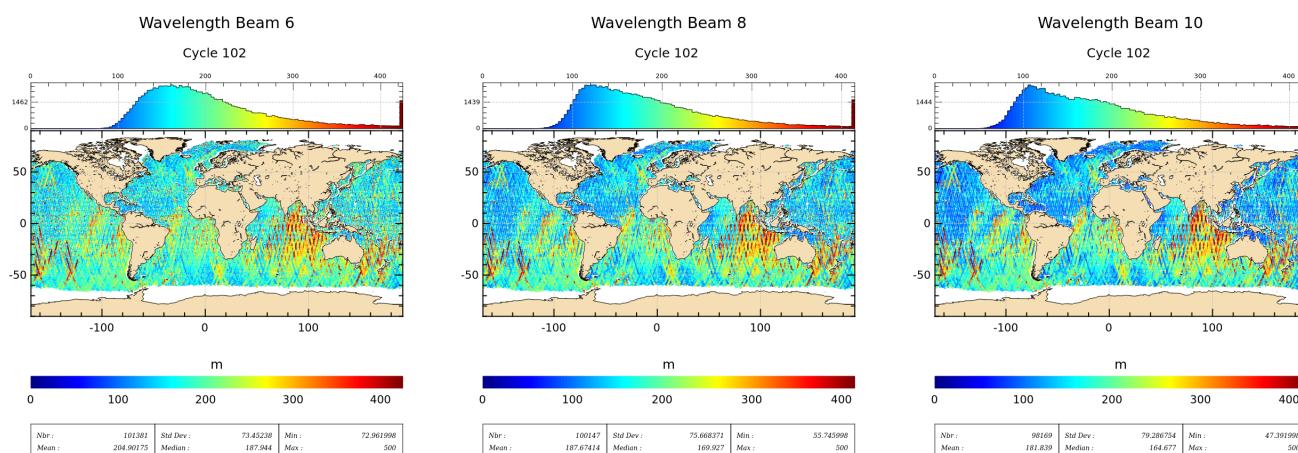 Wavelength Beam 6
Cycle 102
0 100 200 300 400
1462
0
50
0
-50
-100 0 100
m
0 100 200 300 400
Nbr : 101381 Std Dev : 73.45238 Min : 72.961998
Mean : 204.90175 Median : 187.944 Max : 500
Wavelength Beam 8
Cycle 102
0 100 200 300 400
1439
0
50
0
-50
-100 0 100
m
0 100 200 300 400
Nbr : 100147 Std Dev : 75.668371 Min : 55.745998
Mean : 187.67414 Median : 169.927 Max : 500
Wavelength Beam 10
Cycle 102
0 100 200 300 400
1444
0
50
0
-50
-100 0 100
m
0 100 200 300 400
Nbr : 98169 Std Dev : 79.286754 Min : 47.391998
Mean : 181.839 Median : 164.677 Max : 500